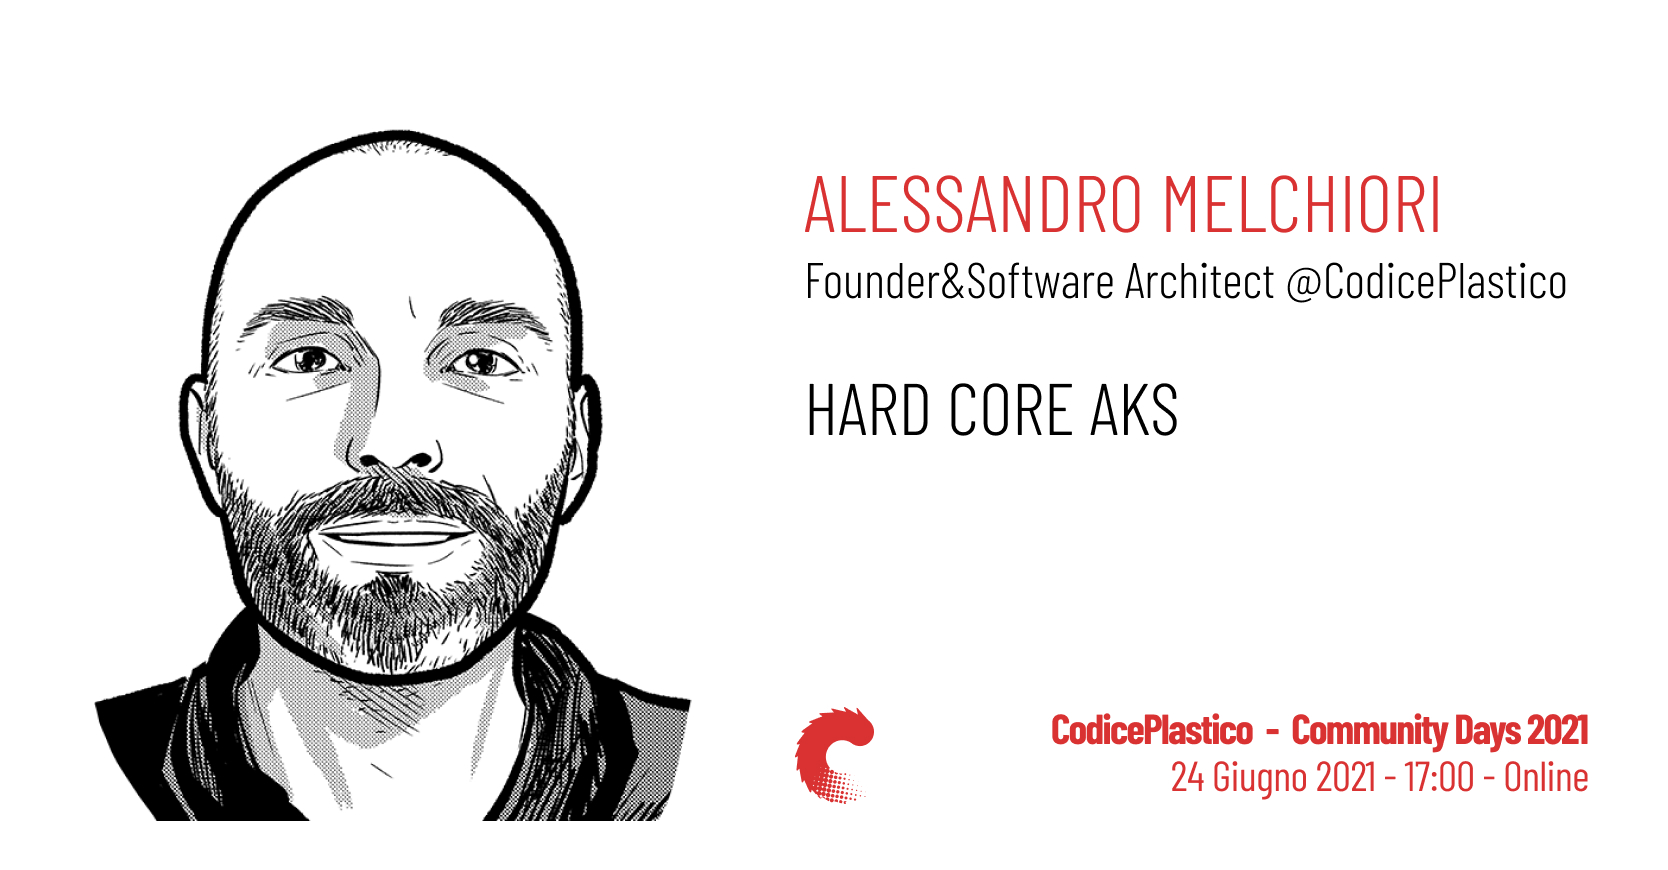 ALESSANDRO MELCHIORI
Founder&Software Architect @CodicePlastico
HARD CORE AKS
CodicePlastico - Community Days 2021
24 Giugno 2021 - 17:00 - Online